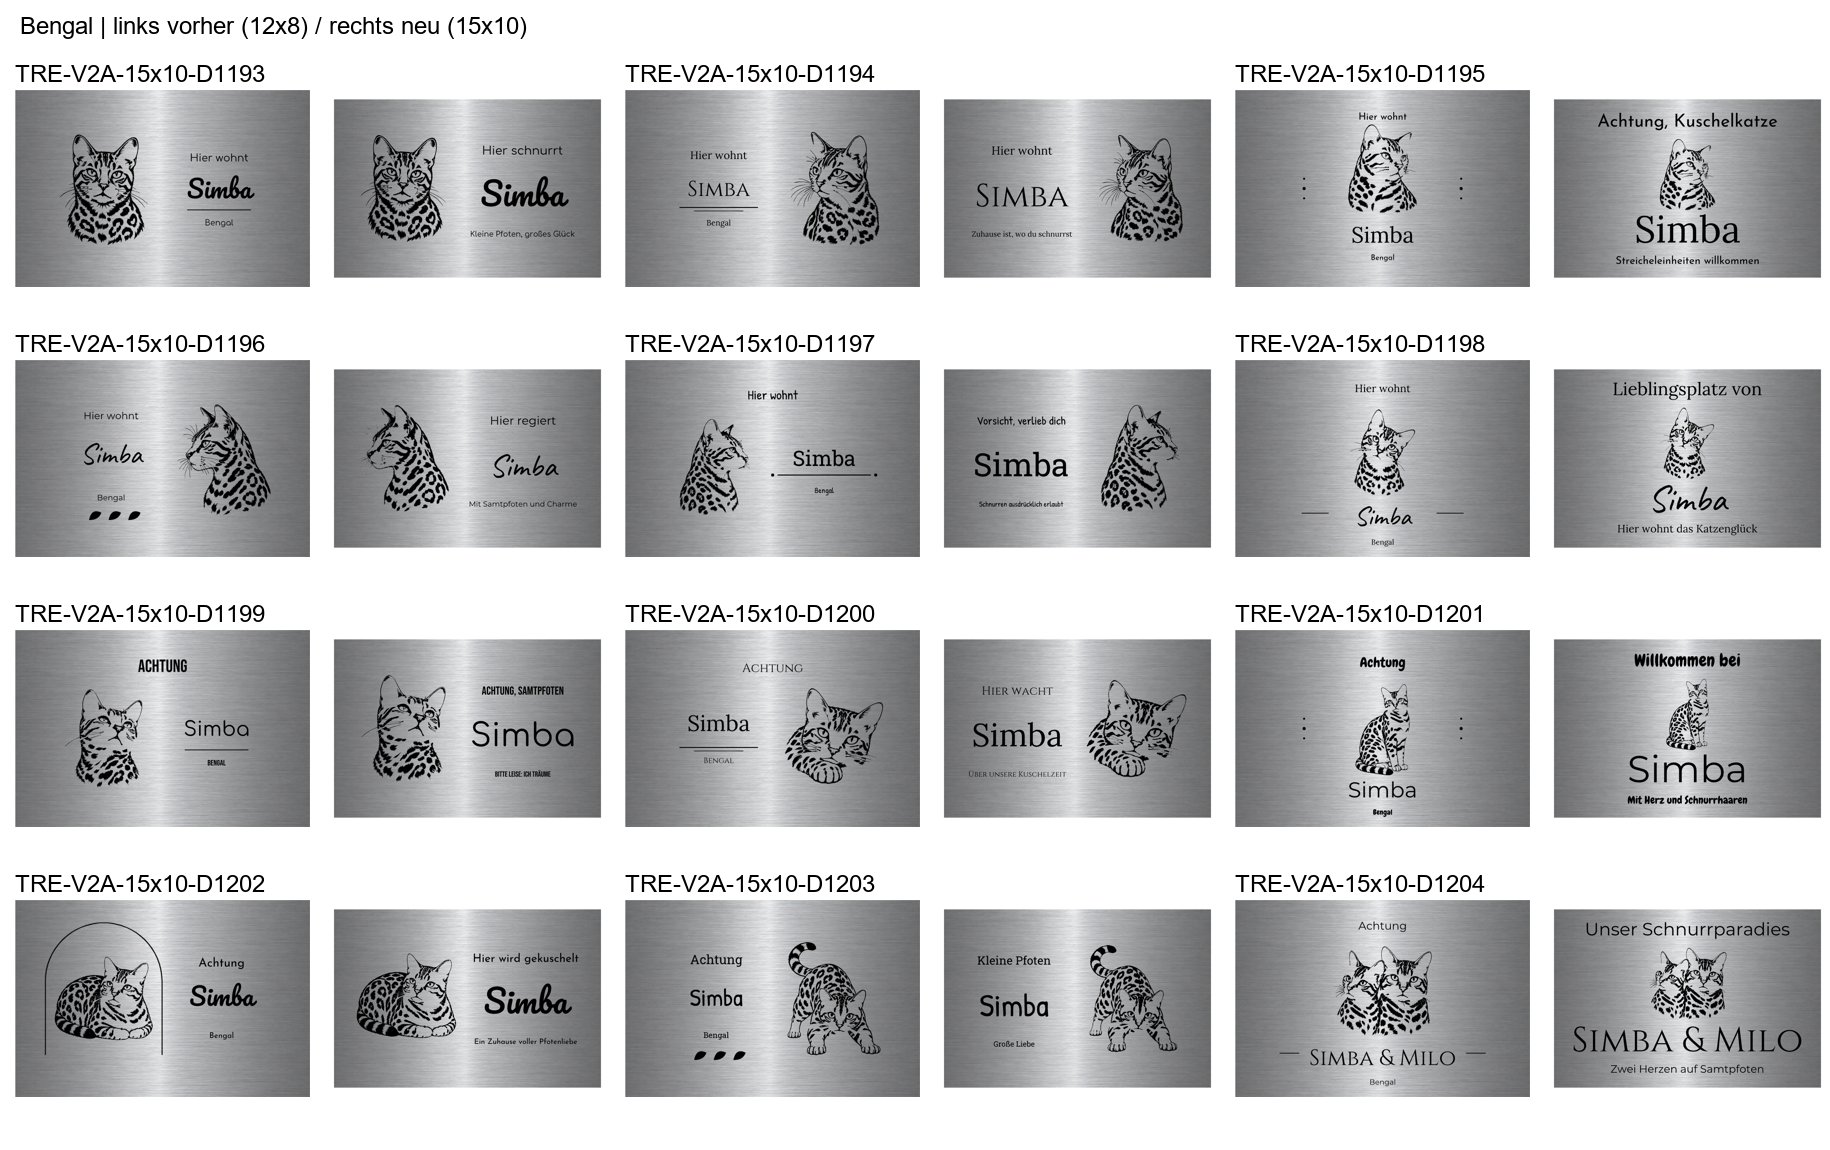 Bengal | links vorher (12x8) / rechts neu (15x10)
TRE-V2A-15x10-D1193
Hier wohnt
Simba
Bengal
Hier schnurrt
Simba
Kleine Pfoten, großes Glück
TRE-V2A-15x10-D1194
Hier wohnt
Simba
Bengal
Hier wohnt
Simba
Zuhause ist, wo du schnurrst
TRE-V2A-15x10-D1195
Hier wohnt
Simba
Bengal
Achtung, Kuschelkatze
Simba
Streicheleinheiten willkommen
TRE-V2A-15x10-D1196
Hier wohnt
Simba
Bengal
Hier regiert
Simba
Mit Samtpfoten und Charme
TRE-V2A-15x10-D1197
Hier wohnt
Simba
Bengal
Vorsicht, verlieb dich
Simba
Schnurren ausdrücklich erlaubt
TRE-V2A-15x10-D1198
Hier wohnt
Simba
Bengal
Lieblingsplatz von
Simba
Hier wohnt das Katzenglück
TRE-V2A-15x10-D1199
ACHTUNG
Simba
BENGAL
ACHTUNG, SAMTPFOTEN
Simba
BITTE LEISE: ICH TRÄUME
TRE-V2A-15x10-D1200
Achtung
Simba
Bengal
Hier wacht
Simba
Über unsere Kuschelzeit
TRE-V2A-15x10-D1201
Achtung
Simba
Bengal
Willkommen bei
Simba
Mit Herz und Schnurrhaaren
TRE-V2A-15x10-D1202
Achtung
Simba
Bengal
Hier wird gekuschelt
Simba
Ein Zuhause voller Pfotenliebe
TRE-V2A-15x10-D1203
Achtung
Simba
Bengal
Kleine Pfoten
Simba
Große Liebe
TRE-V2A-15x10-D1204
Achtung
Simba & Milo
Bengal
Unser Schnurrparadies
Simba & Milo
Zwei Herzen auf Samtpfoten